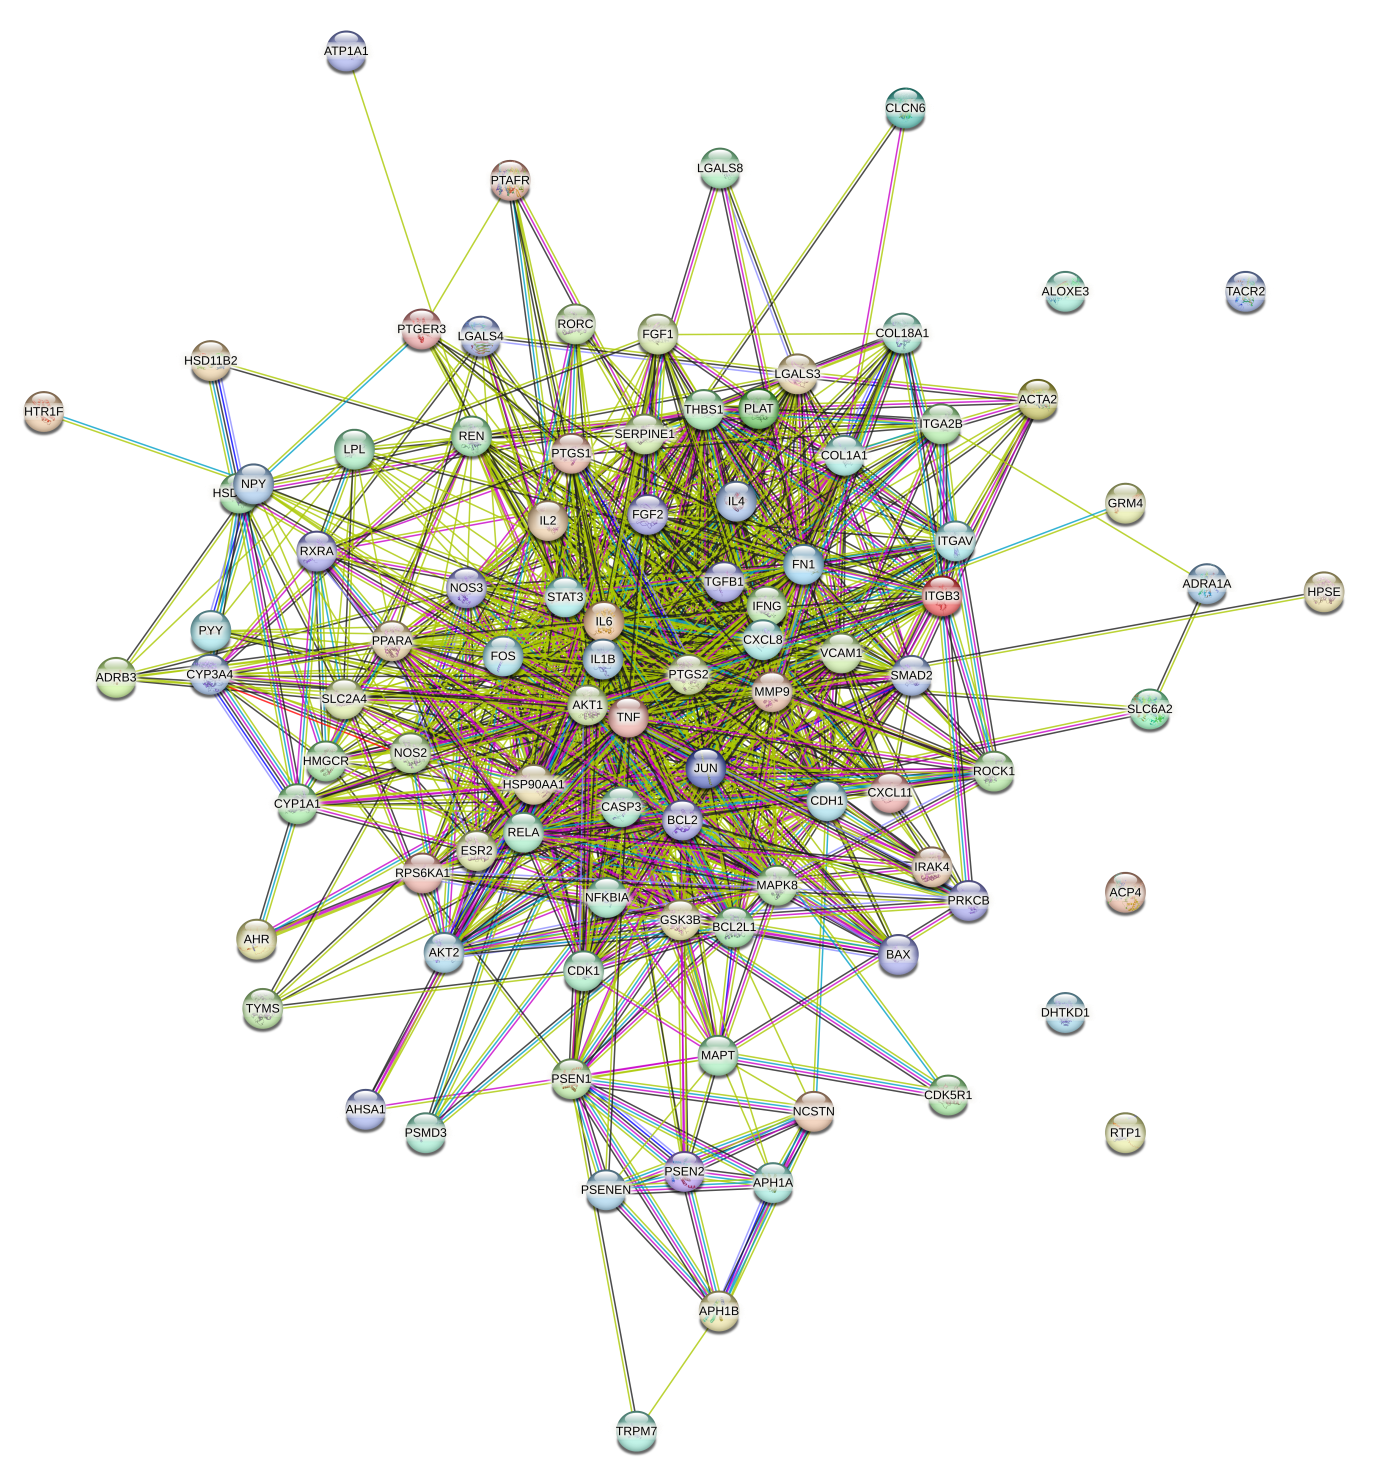 ATP1A1
CLCN6
LGALS8
PTAFR
ALOXE3
TACR2
RORC
PTGER3
FGF1
COL18A1
LGALS4
HSD11B2
LGALS3
ACTA2
HTR1F
THBS1
PLAT
ITGA2B
SERPINE1
REN
LPL
PTGS1
COL1A1
NPY
HSD
IL4
GRM4
FGF2
IL2
ITGAV
RXRA
FN1
TGFB1
ADRA1A
NOS3
HPSE
STAT3
ITGB3
IFNG
IL6
PYY
PPARA
CXCL8
VCAM1
FOS
IL1B
CYP3A4
PTGS2
SMAD2
ADRB3
MMP9
SLC2A4
AKT1
SLC6A2
TNF
NOS2
HMGCR
JUN
ROCK1
HSP90AA1
CXCL11
CDH1
CYP1A1
CASP3
BCL2
RELA
ESR2
IRAK4
RPS6KA1
MAPK8
ACP4
NFKBIA
PRKCB
GSK3B
BCL2L1
AHR
AKT2
BAX
CDK1
TYMS
DHTKD1
MAPT
PSEN1
CDK5R1
AHSA1
NCSTN
PSMD3
RTP1
PSEN2
APH1A
PSENEN
APH1B
TRPM7